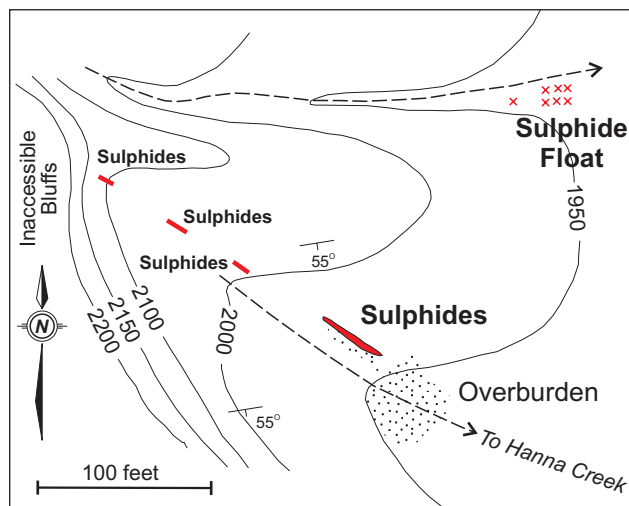 Sulphide
Float
Sulphides
Inaccessible
Bluffs
Sulphides
1950
Sulphides
55°
N
Sulphides
2200
2150
2100
2000
Overburden
55°
To Hanna Creek
100 feet